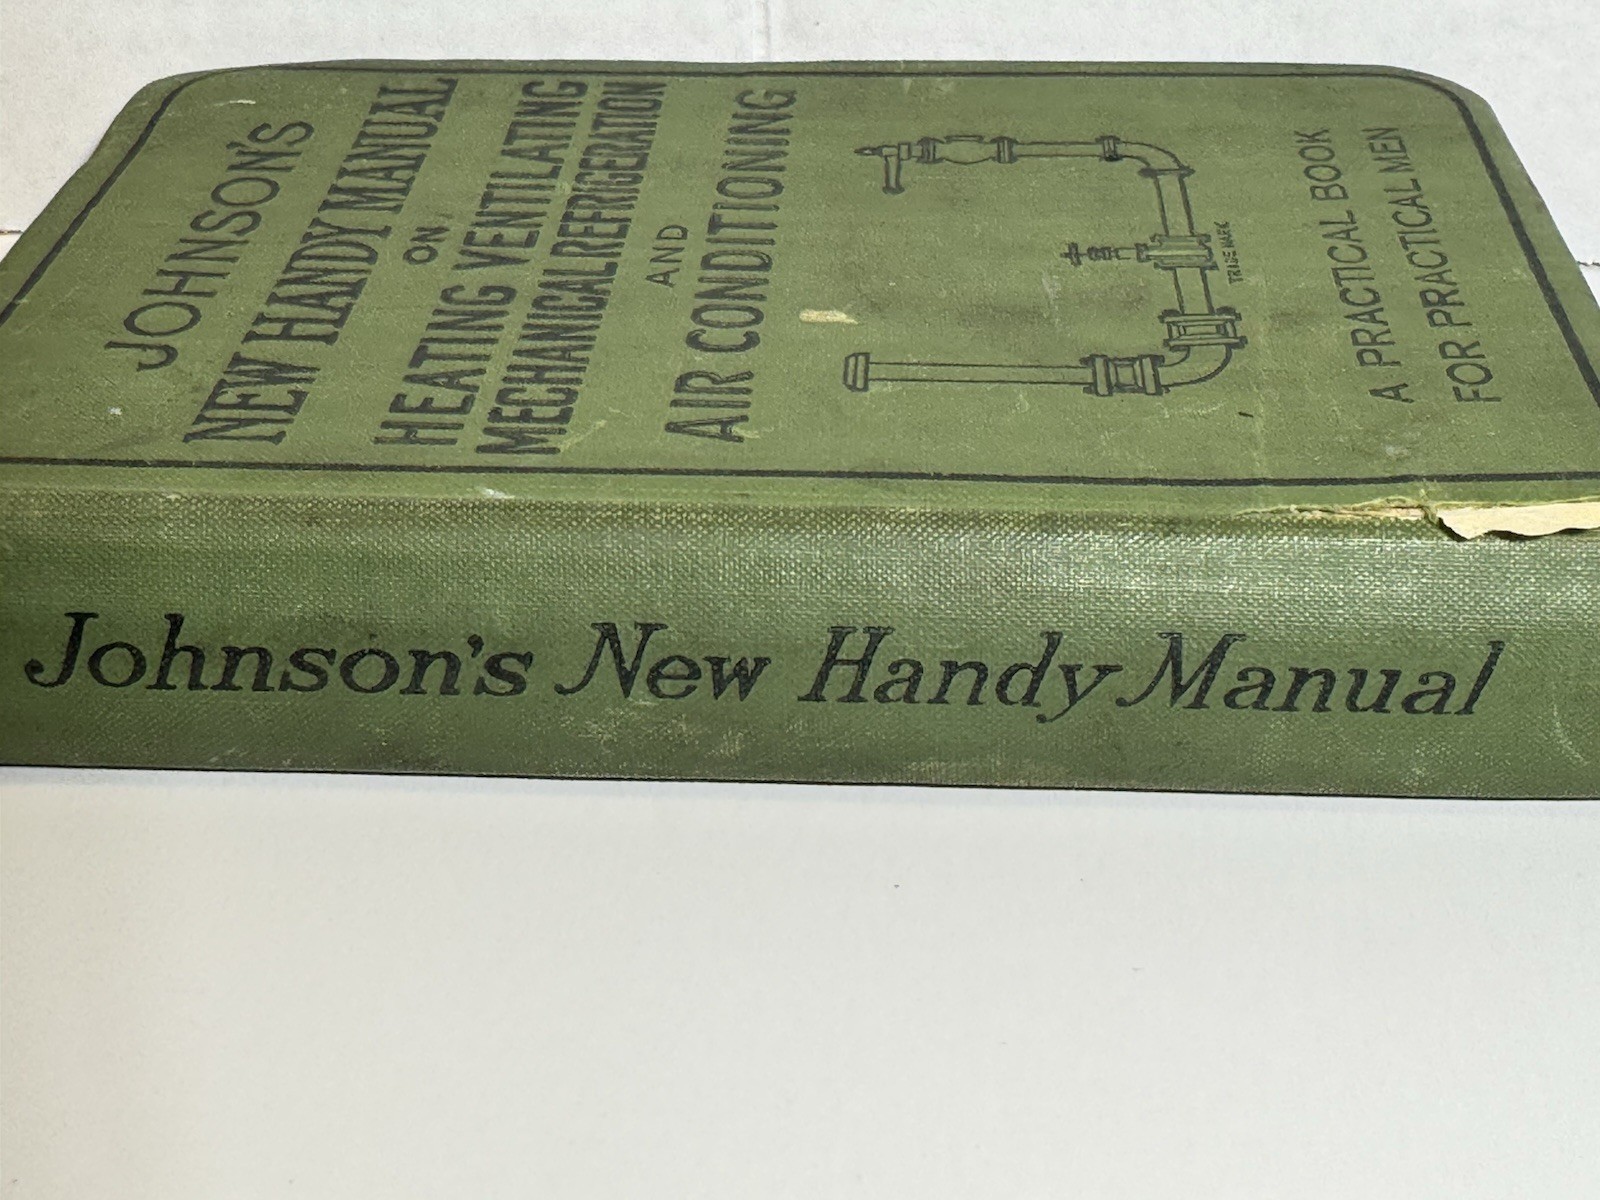 JOHNSON'S
NEW HANDY MANUAL
ON
HEATING VENTILATING
MECHANICAL REFRIGERATION
AND
AIR CONDITIONING
TRADE MARK
A PRACTICAL BOOK
FOR PRACTICAL MEN
Johnson's New Handy Manual